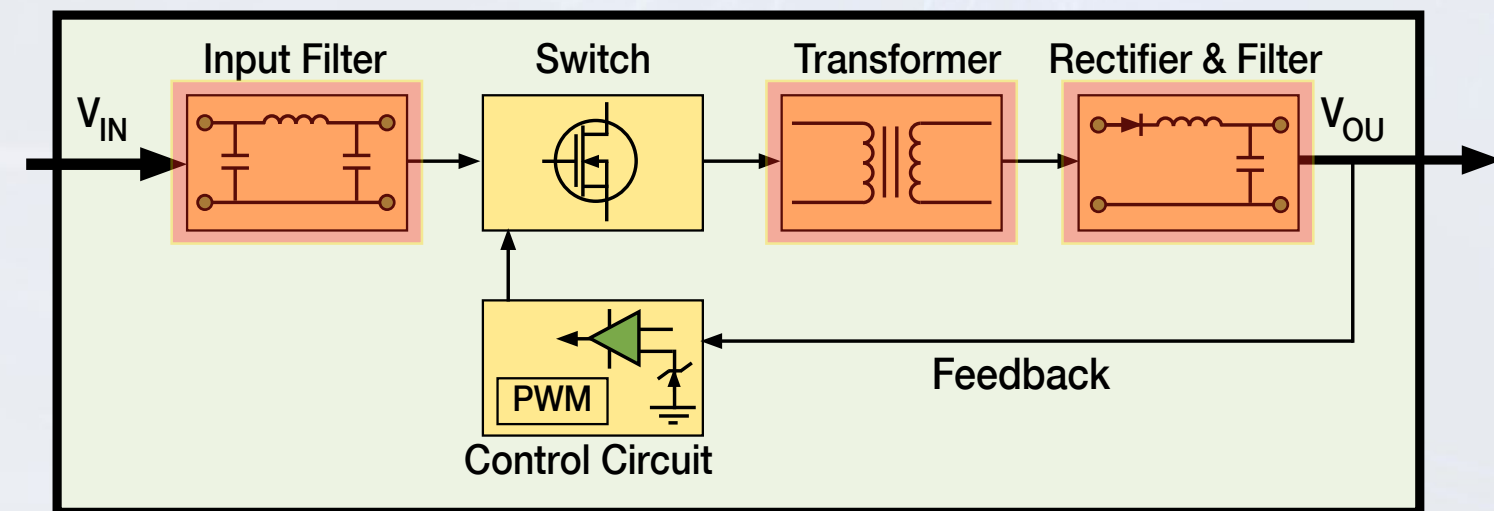 Input Filter
Switch
Transformer
Rectifier & Filter
VIN
VOU
PWM
Feedback
Control Circuit